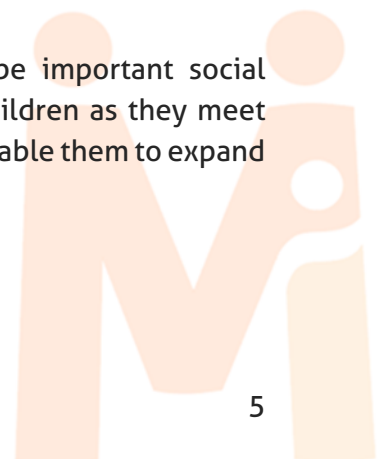 be important social
ildren as they meet
able them to expand
5